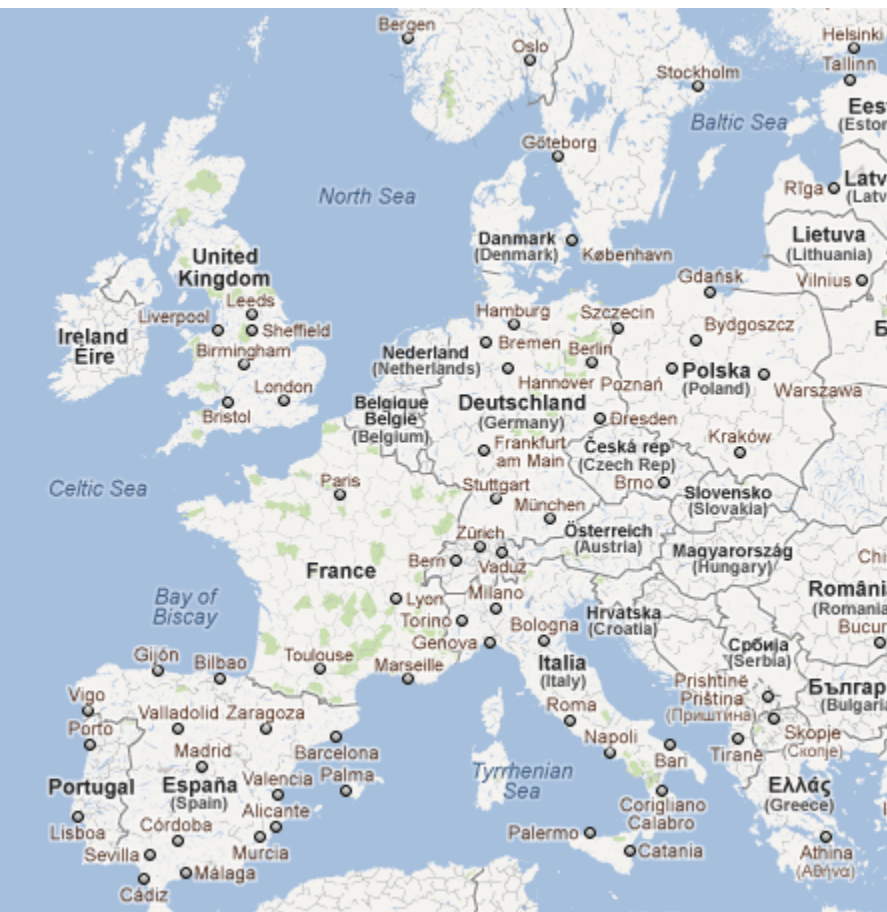 Bergen
Oslo
Helsinki
Tallinn
Stockholm
Baltic Sea
Ees
(Eston
Göteborg
North Sea
Rīga
Latv
(Latv
Danmark
(Denmark)
København
Lietuva
(Lithuania)
Vilnius
United
Kingdom
Gdańsk
Leeds
Liverpool
Sheffield
Hamburg
Szczecin
Bydgoszcz
Б
Ireland
Éire
Birmingham
Nederland
(Netherlands)
Bremen
Berlin
Polska
(Poland)
Warszawa
London
Hannover
Poznań
Bristol
Belgique
België
(Belgium)
Deutschland
(Germany)
Dresden
Kraków
Frankfurt
am Main
Česká rep
(Czech Rep)
Brno
Celtic Sea
Paris
Stuttgart
Slovensko
(Slovakia)
München
Zürich
Österreich
(Austria)
Magyarország
(Hungary)
Chi
Bern
Vaduz
France
Români
(Romania
Bucur
Bay of
Biscay
Lyon
Milano
Torino
Bologna
Hrvatska
(Croatia)
Genova
Србија
(Serbia)
Gijón
Bilbao
Toulouse
Marseille
Italia
(Italy)
Prishtinë
Priština
(Приштина)
Българ
(Bulgaria
Vigo
Porto
Valladolid
Zaragoza
Roma
Skopje
(Скопје)
Madrid
Barcelona
Napoli
Bari
Tiranë
Portugal
España
(Spain)
Valencia
Palma
Tyrrhenian
Sea
Ελλάς
(Greece)
Alicante
Corigliano
Calabro
Lisboa
Córdoba
Palermo
Sevilla
Murcia
Catania
Athina
(Αθήνα)
Málaga
Cádiz